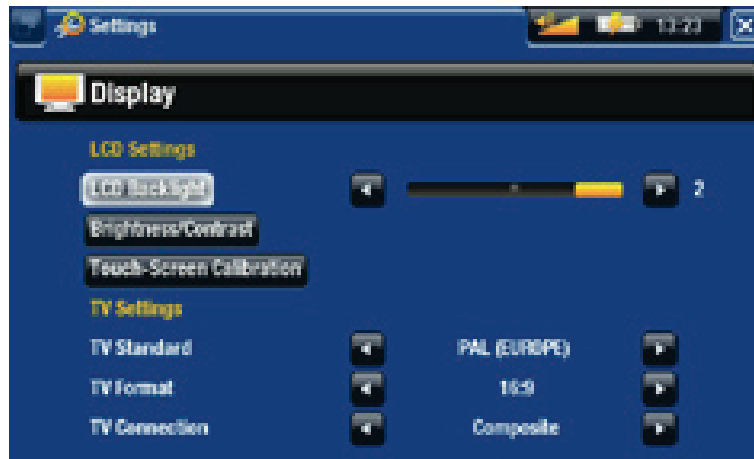 Settings 13:23
Display
LCD Settings
LCD Backlight 2
Brightness/Contrast
Touch-Screen Calibration
TV Settings
TV Standard PAL (EUROPE)
TV Format 16:9
TV Connection Composite